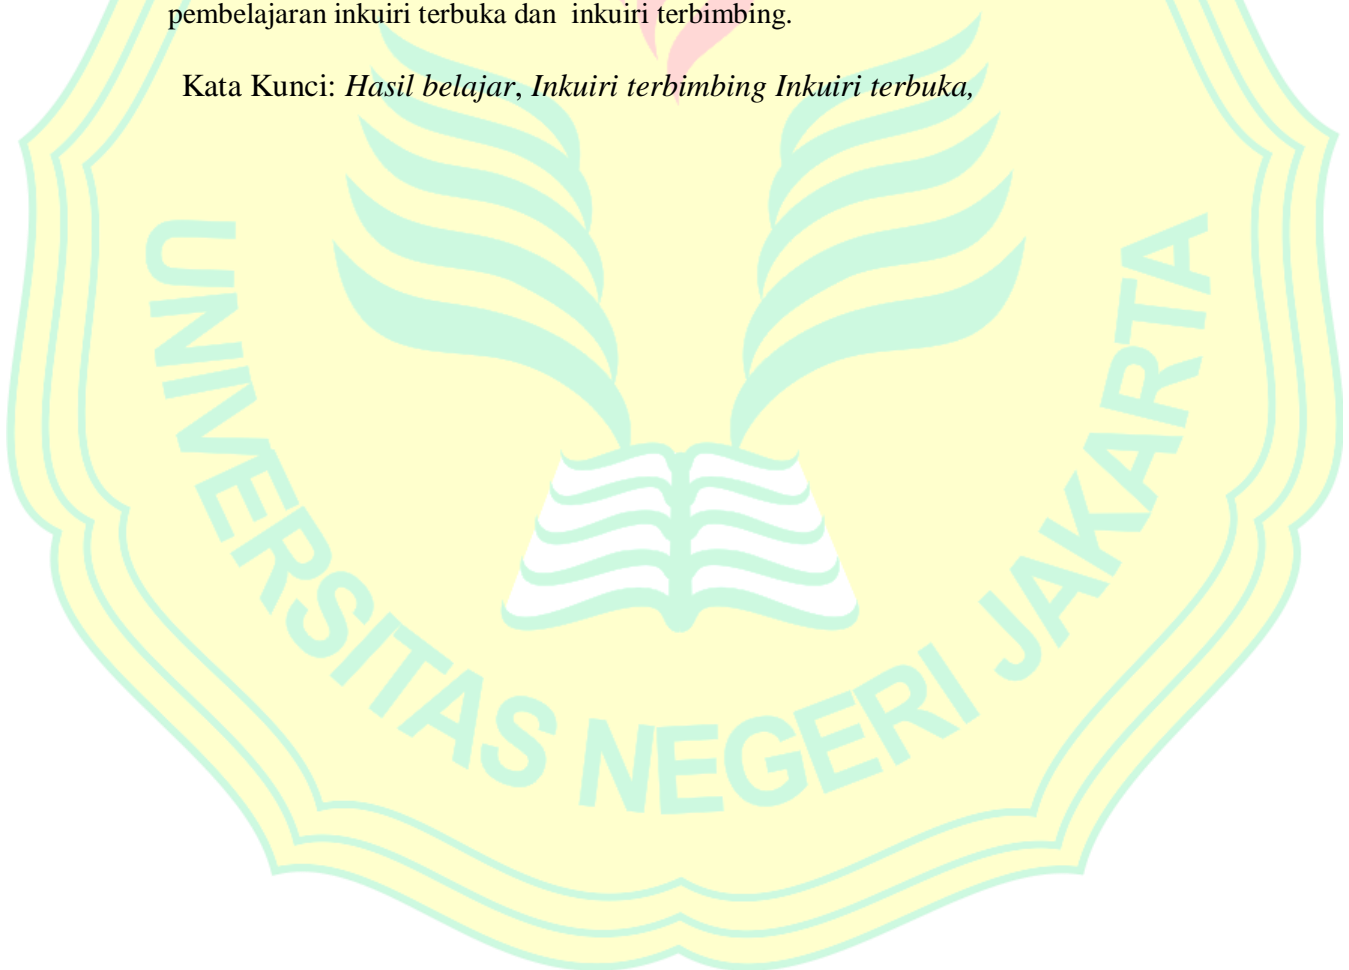 pembelajaran inkuiri terbuka dan  inkuiri terbimbing.
Kata Kunci: Hasil belajar, Inkuiri terbimbing Inkuiri terbuka,
UNIVERSITAS NEGERI JAKARTA